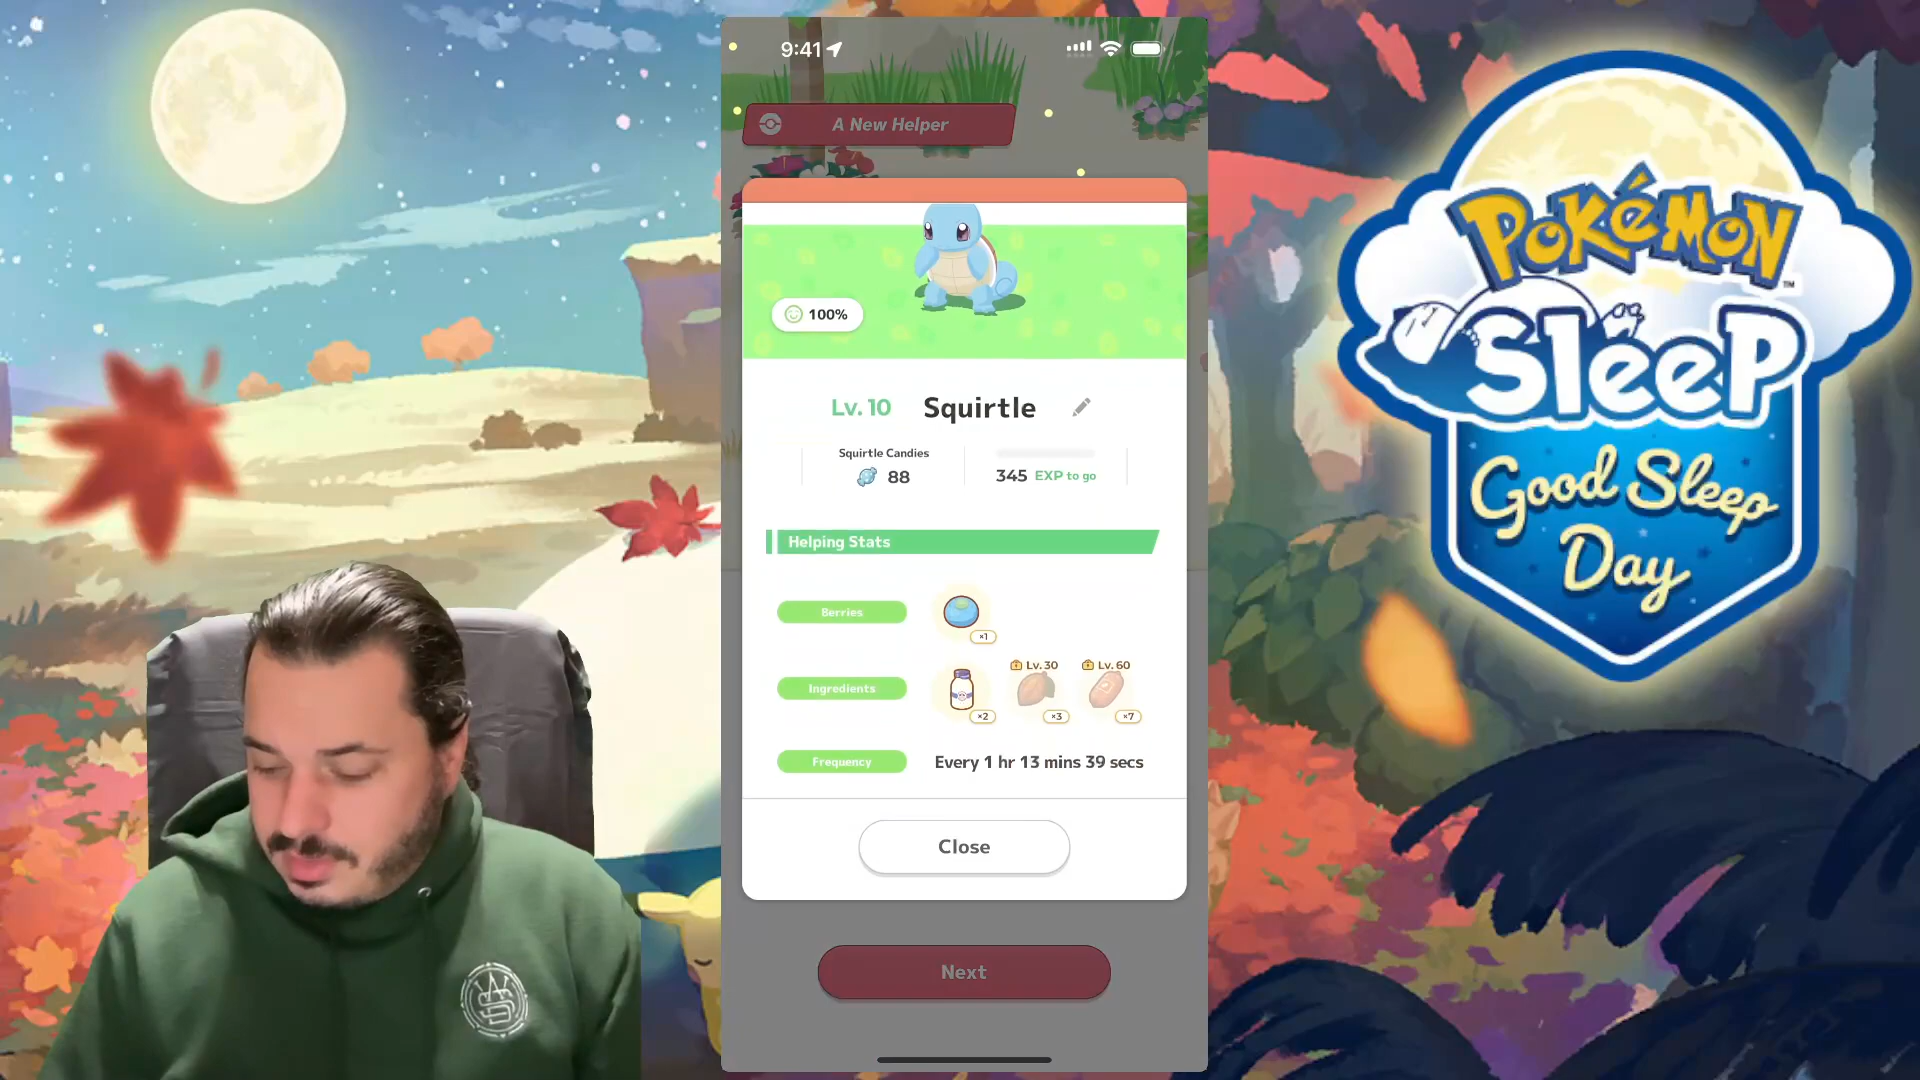 9:41
A New Helper
100%
Lv. 10 Squirtle
Squirtle Candies
88
345 EXP to go
Helping Stats
Berries
×1
Ingredients
×2
Lv. 30
×3
Lv. 60
×7
Frequency
Every 1 hr 13 mins 39 secs
Close
Next
POKÉMON
TM
Sleep
Good Sleep
Day